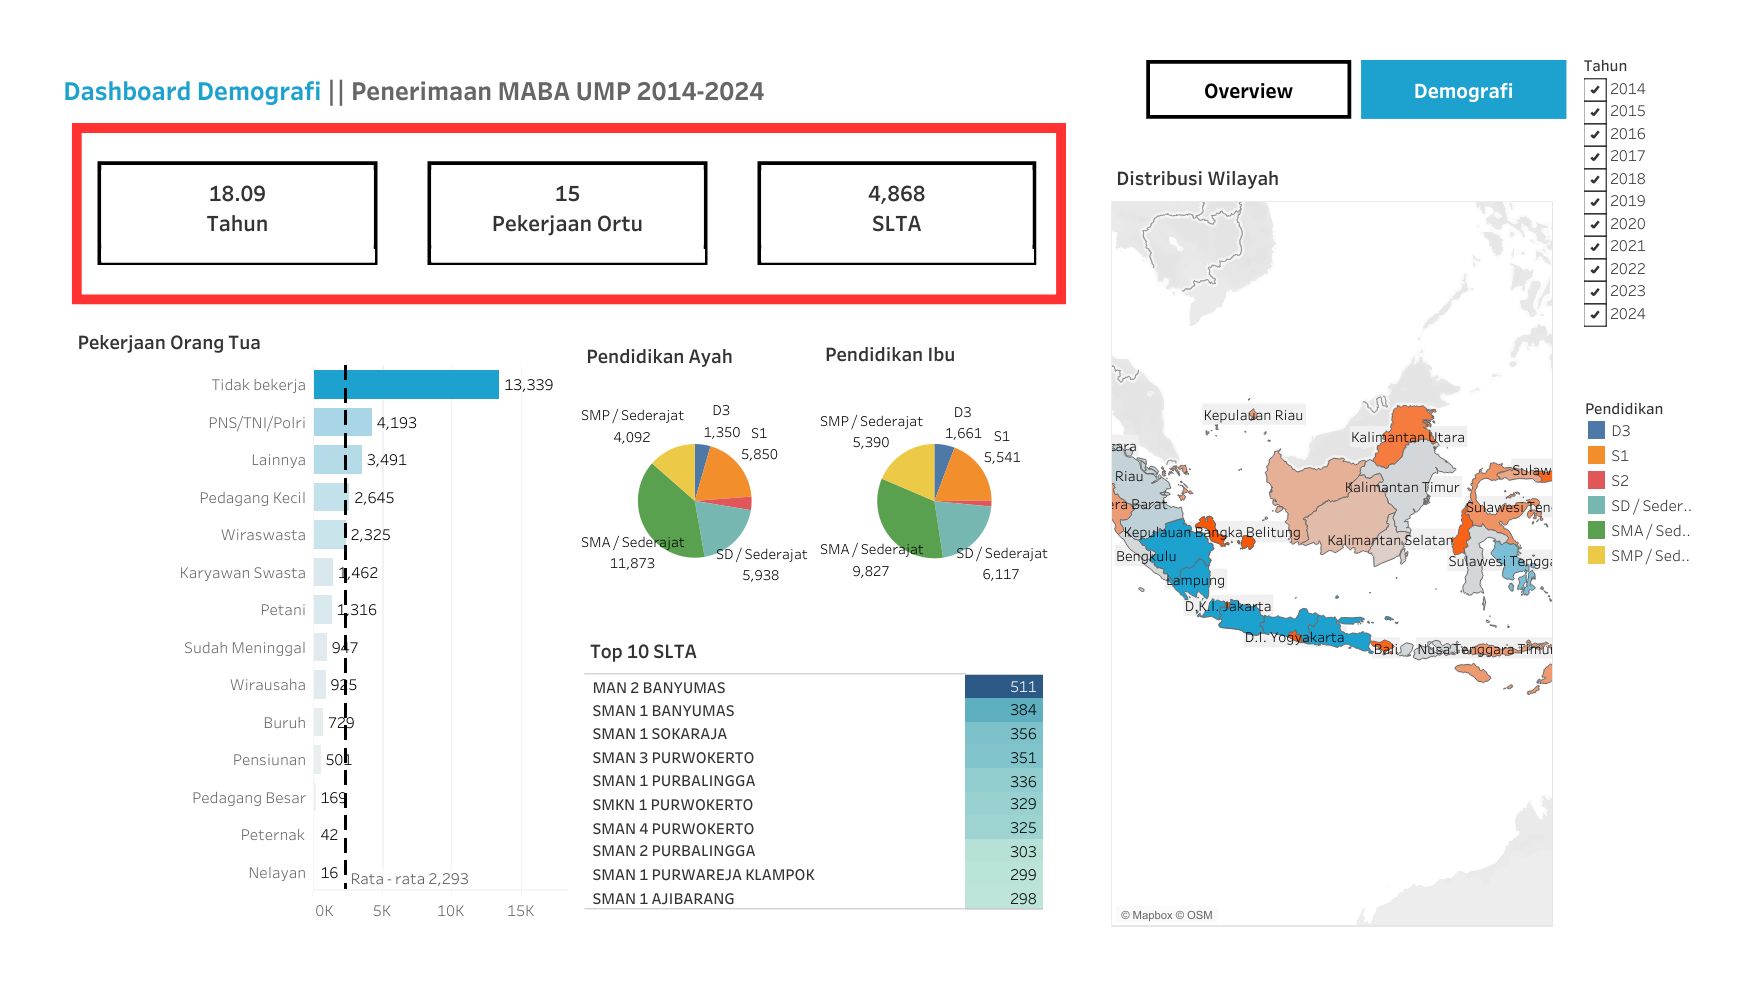 Dashboard Demografi || Penerimaan MABA UMP 2014-2024
Overview
Demografi
Tahun
2014
2015
2016
2017
2018
2019
2020
2021
2022
2023
2024
18.09
Tahun
15
Pekerjaan Ortu
4,868
SLTA
Distribusi Wilayah
Pekerjaan Orang Tua
Tidak bekerja 13,339
PNS/TNI/Polri 4,193
Lainnya 3,491
Pedagang Kecil 2,645
Wiraswasta 2,325
Karyawan Swasta 1,462
Petani 1,316
Sudah Meninggal 947
Wirausaha 925
Buruh 729
Pensiunan 501
Pedagang Besar 169
Peternak 42
Nelayan 16
Rata - rata 2,293
0K 5K 10K 15K
Pendidikan Ayah
SMP / Sederajat
4,092
D3
1,350
S1
5,850
SMA / Sederajat
11,873
SD / Sederajat
5,938
Pendidikan Ibu
SMP / Sederajat
5,390
D3
1,661
S1
5,541
SMA / Sederajat
9,827
SD / Sederajat
6,117
Top 10 SLTA
MAN 2 BANYUMAS 511
SMAN 1 BANYUMAS 384
SMAN 1 SOKARAJA 356
SMAN 3 PURWOKERTO 351
SMAN 1 PURBALINGGA 336
SMKN 1 PURWOKERTO 329
SMAN 4 PURWOKERTO 325
SMAN 2 PURBALINGGA 303
SMAN 1 PURWAREJA KLAMPOK 299
SMAN 1 AJIBARANG 298
Kepulauan Riau
Kalimantan Utara
Riau
Kalimantan Timur
Sulaw
era Barat
Sulawesi Ten
Kepulauan Bangka Belitung
Kalimantan Selatan
Bengkulu
Sulawesi Tengga
Lampung
D.K.I. Jakarta
D.I. Yogyakarta
Bali
Nusa Tenggara Timur
© Mapbox © OSM
Pendidikan
D3
S1
S2
SD / Seder..
SMA / Sed..
SMP / Sed..